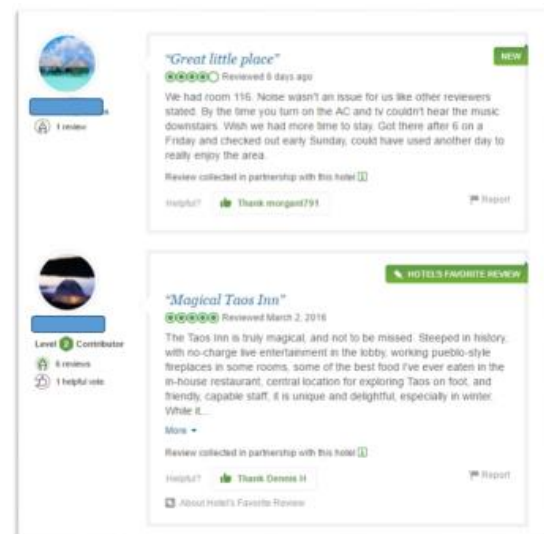 "Great little place"
NEW
Reviewed 6 days ago
We had room 116. Noise wasn't an issue for us like other reviewers
stated. By the time you turn on the AC and tv couldn't hear the music
downstairs. Wish we had more time to stay. Got there after 6 on a
Friday and checked out early Sunday, could have used another day to
really enjoy the area.
1 review
Review collected in partnership with this hotel
Helpful? Thank morgant791
Report
HOTEL'S FAVORITE REVIEW
"Magical Taos Inn"
Reviewed March 2, 2016
Level 2 Contributor
6 reviews
1 helpful vote
The Taos Inn is truly magical, and not to be missed. Steeped in history,
with no-charge live entertainment in the lobby, working pueblo-style
fireplaces in some rooms, some of the best food I've ever eaten in the
in-house restaurant, central location for exploring Taos on foot, and
friendly, capable staff, it is unique and delightful, especially in winter.
While it...
More
Review collected in partnership with this hotel
Helpful? Thank Dennis H
Report
About Hotel's Favorite Review